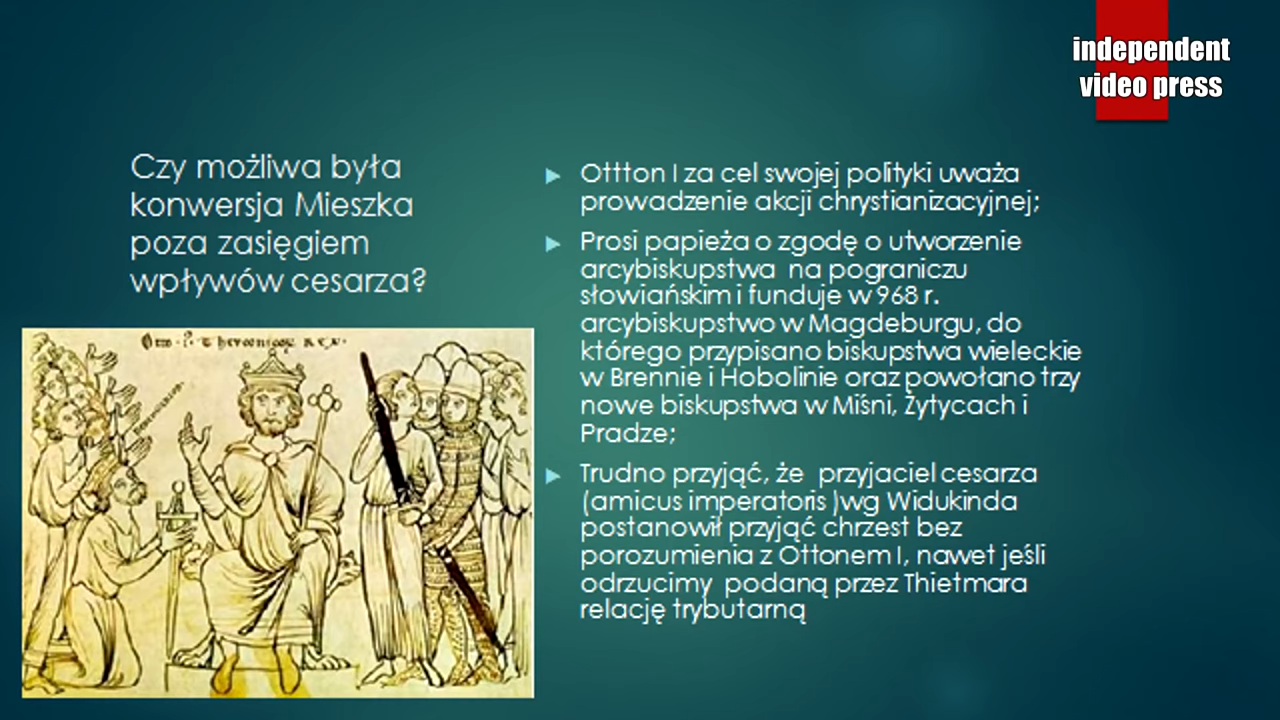 independent
video press
Czy możliwa była
konwersja Mieszka
poza zasięgiem
wpływów cesarza?
Ottton I za cel swojej polityki uważa
prowadzenie akcji chrystianizacyjnej;
Prosi papieża o zgodę o utworzenie
arcybiskupstwa na pograniczu
słowiańskim i funduje w 968 r.
arcybiskupstwo w Magdeburgu, do
którego przypisano biskupstwa wieleckie
w Brennie i Hobolinie oraz powołano trzy
nowe biskupstwa w Miśni, Żytycach i
Pradze;
Trudno przyjąć, że przyjaciel cesarza
(amicus imperatoris )wg Widukinda
postanowił przyjąć chrzest bez
porozumienia z Ottonem I, nawet jeśli
odrzucimy podaną przez Thietmara
relację trybutarną